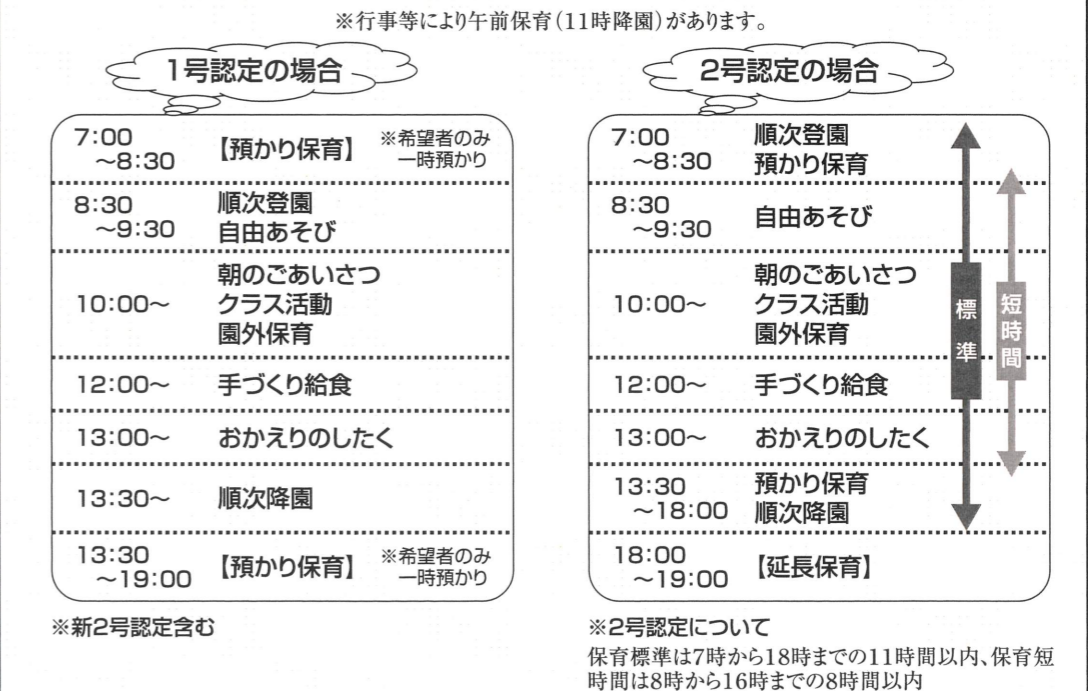 ※行事等により午前保育(11時降園)があります。
1号認定の場合
7:00
～8:30
【預かり保育】
※希望者のみ
一時預かり
8:30
～9:30
順次登園
自由あそび
10:00～
朝のごあいさつ
クラス活動
園外保育
12:00～
手づくり給食
13:00～
おかえりのしたく
13:30～
順次降園
13:30
～19:00
【預かり保育】
※希望者のみ
一時預かり
※新2号認定含む
2号認定の場合
7:00
～8:30
順次登園
預かり保育
8:30
～9:30
自由あそび
10:00～
朝のごあいさつ
クラス活動
園外保育
12:00～
手づくり給食
13:00～
おかえりのしたく
13:30
～18:00
預かり保育
順次降園
18:00
～19:00
【延長保育】
標準
短時間
※2号認定について
保育標準は7時から18時までの11時間以内、保育短
時間は8時から16時までの8時間以内